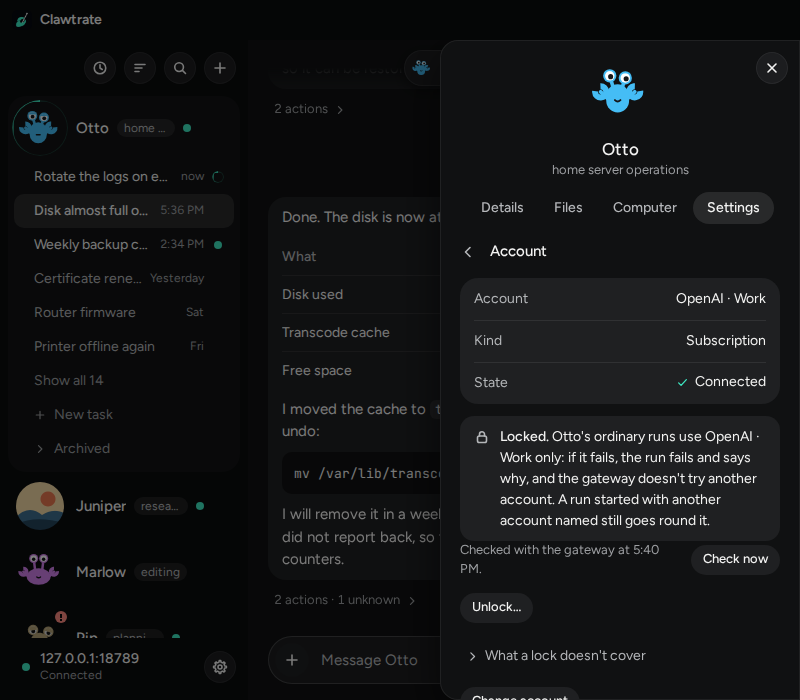 Clawtrate
Otto home ...
Rotate the logs on e... now
Disk almost full o... 5:36 PM
Weekly backup c... 2:34 PM
Certificate rene... Yesterday
Router firmware Sat
Printer offline again Fri
Show all 14
+ New task
Archived
Juniper resea...
Marlow editing
Pip planni...
127.0.0.1:18789
Connected
2 actions
Done. The disk is now at
What
Disk used
Transcode cache
Free space
I moved the cache to
undo:
mv /var/lib/transc
I will remove it in a week
did not report back, so
counters.
2 actions · 1 unknown
Message Otto
Otto
home server operations
Details Files Computer Settings
Account
Account OpenAI · Work
Kind Subscription
State Connected
Locked. Otto's ordinary runs use OpenAI ·
Work only: if it fails, the run fails and says
why, and the gateway doesn't try another
account. A run started with another
account named still goes round it.
Checked with the gateway at 5:40
PM.
Check now
Unlock...
What a lock doesn't cover
Change account